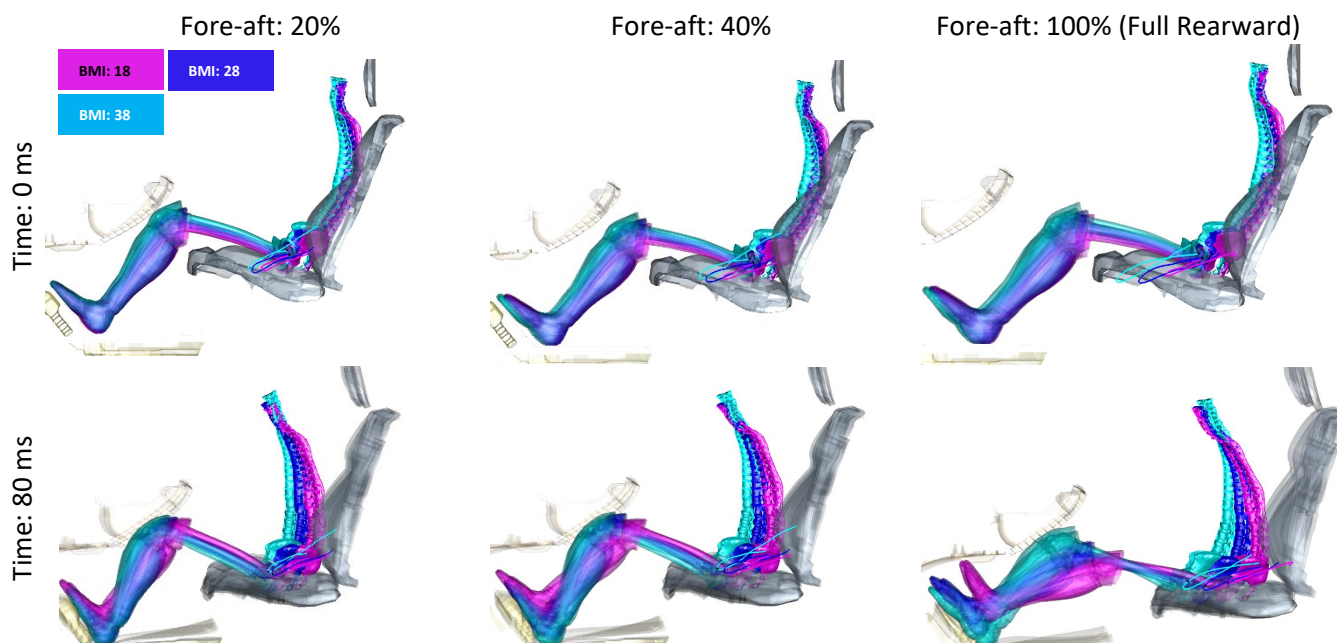 Fore-aft: 20%
Fore-aft: 40%
Fore-aft: 100% (Full Rearward)
BMI: 18
BMI: 28
BMI: 38
Time: 0 ms
Time: 80 ms